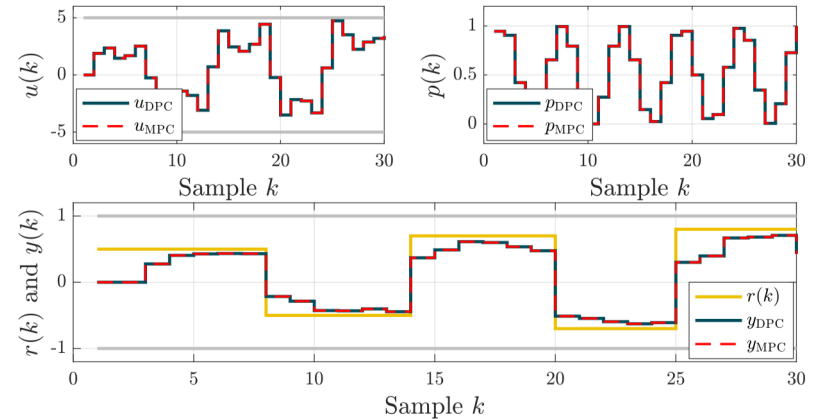 5
0
-5
u(k)
u_DPC
u_MPC
0 10 20 30
Sample k
1
0.5
0
p(k)
p_DPC
p_MPC
0 10 20 30
Sample k
1
0
-1
r(k) and y(k)
r(k)
y_DPC
y_MPC
5 10 15 20 25 30
Sample k